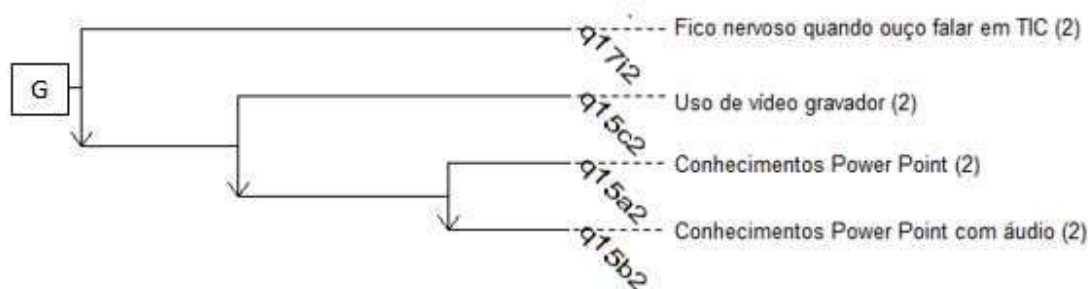 G
q17i2
Fico nervoso quando ouço falar em TIC (2)
q15c2
Uso de vídeo gravador (2)
q15a2
Conhecimentos Power Point (2)
q15b2
Conhecimentos Power Point com áudio (2)